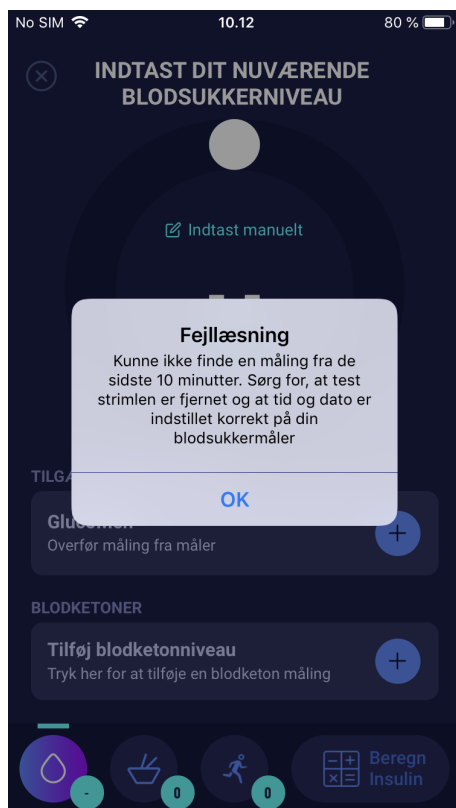 No SIM 10.12 80 %
INDTAST DIT NUVÆRENDE
BLODSUKKERNIVEAU
Indtast manuelt
Fejllæsning
Kunne ikke finde en måling fra de
sidste 10 minutter. Sørg for, at test
strimlen er fjernet og at tid og dato er
indstillet korrekt på din
blodsukkermåler
OK
Overfør måling fra måler
BLODKETONER
Tilføj blodketonniveau
Tryk her for at tilføje en blodketon måling
- 0 0
Beregn
Insulin